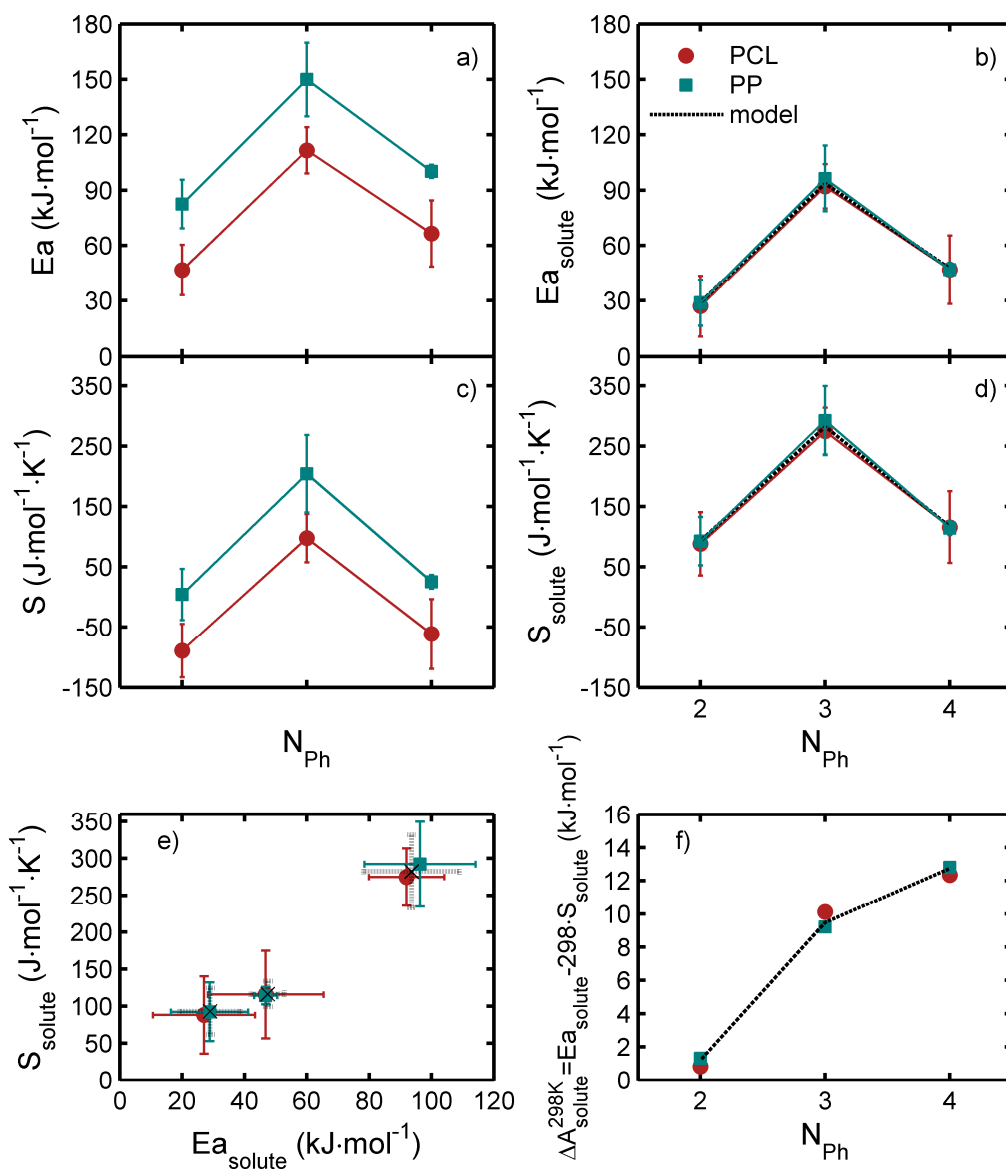 180
150
120
90
60
30
0
Ea (kJ·mol⁻¹)
a)
180
150
120
90
60
30
0
Ea_solute (kJ·mol⁻¹)
b)
PCL
PP
model
350
250
150
50
-50
-150
S (J·mol⁻¹·K⁻¹)
c)
N_Ph
350
250
150
50
-50
-150
S_solute (J·mol⁻¹·K⁻¹)
d)
2 3 4
N_Ph
350
300
250
200
150
100
50
0
S_solute (J·mol⁻¹·K⁻¹)
e)
0 20 40 60 80 100 120
Ea_solute (kJ·mol⁻¹)
16
14
12
10
8
6
4
2
0
ΔA^298K_solute=Ea_solute-298·S_solute (kJ·mol⁻¹)
f)
2 3 4
N_Ph